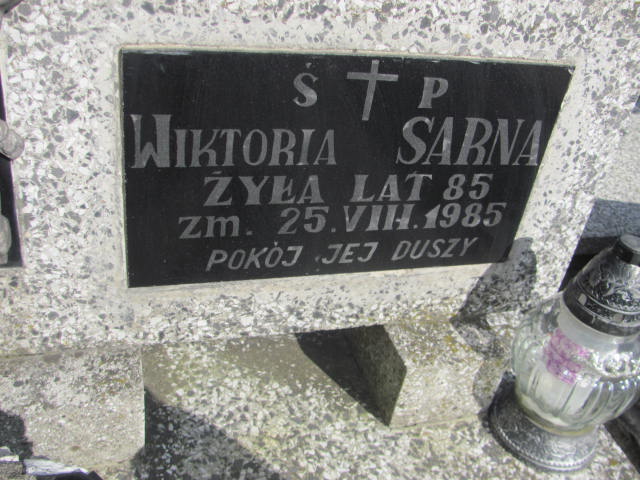 Ś P
WIKTORIA SARNA
ŻYŁA LAT 85
zm. 25.VIII.1985
POKÓJ JEJ DUSZY